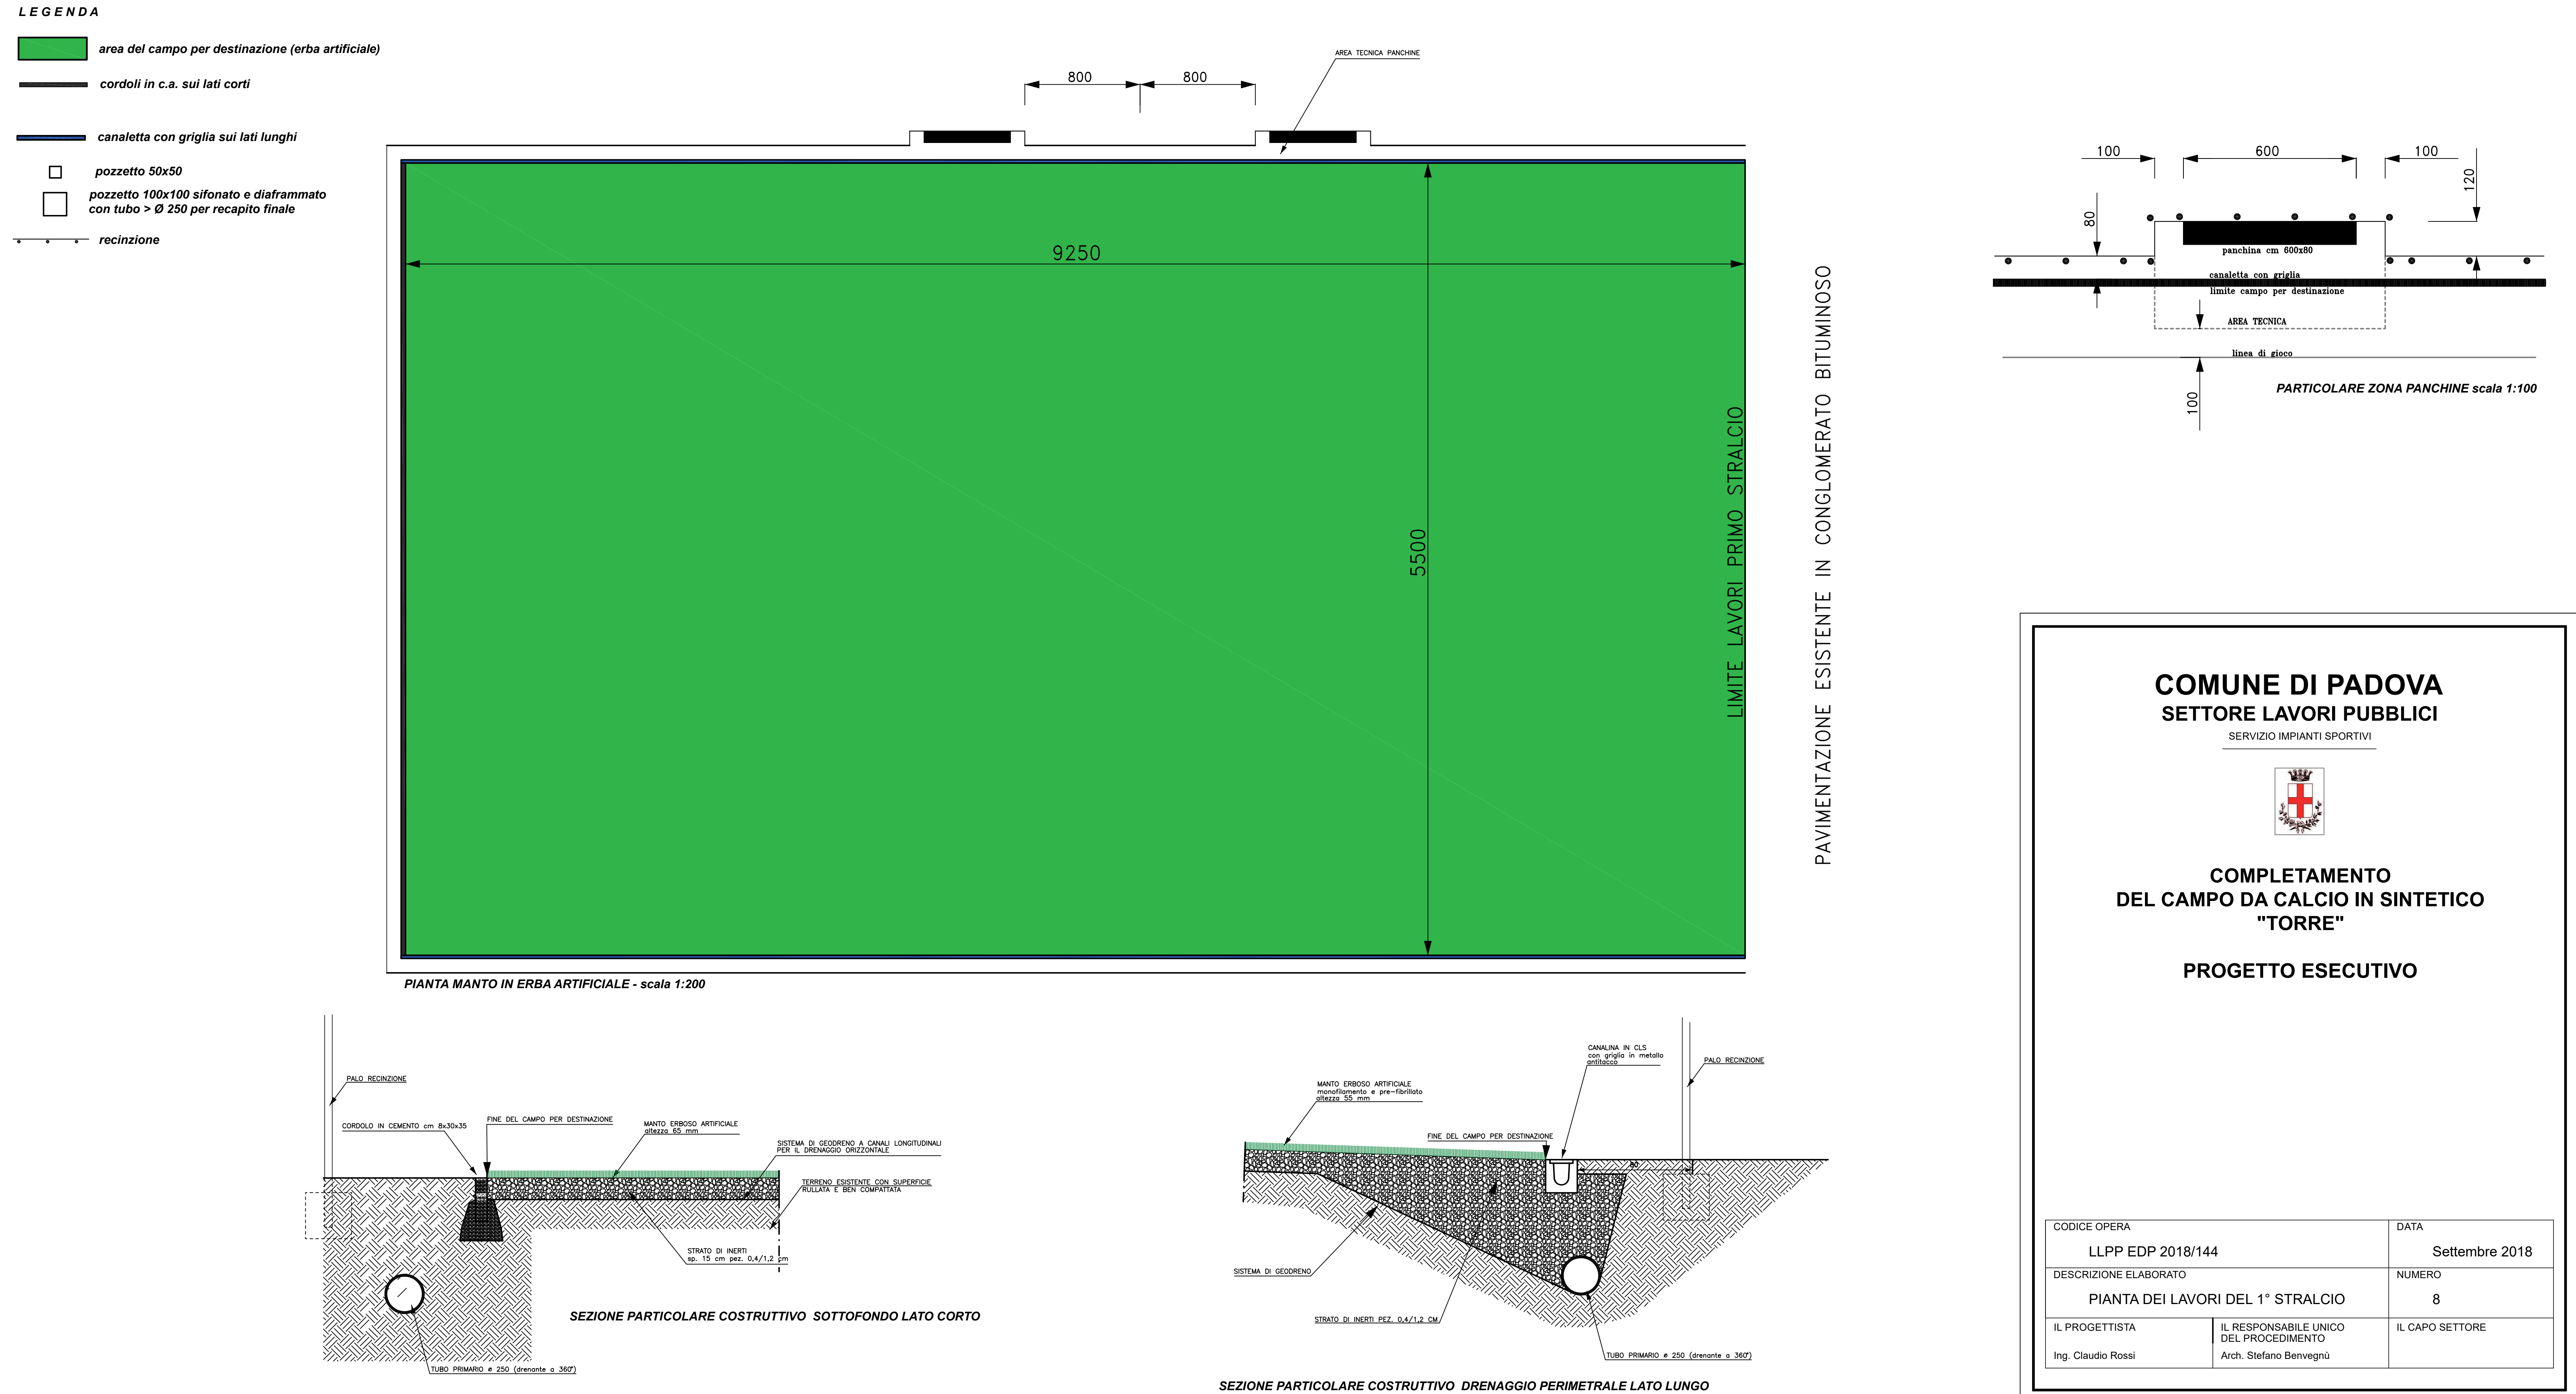 L E G E N D A
area del campo per destinazione (erba artificiale)
cordoli in c.a. sui lati corti
canaletta con griglia sui lati lunghi
pozzetto 50x50
pozzetto 100x100 sifonato e diaframmato
con tubo > Ø 250 per recapito finale
recinzione
AREA TECNICA PANCHINE
800
800
9250
5500
LIMITE LAVORI PRIMO STRALCIO
PAVIMENTAZIONE ESISTENTE IN CONGLOMERATO BITUMINOSO
PIANTA MANTO IN ERBA ARTIFICIALE - scala 1:200
100
600
100
120
80
panchina cm 600x80
canaletta con griglia
limite campo per destinazione
AREA TECNICA
linea di gioco
100
PARTICOLARE ZONA PANCHINE scala 1:100
PALO RECINZIONE
CORDOLO IN CEMENTO cm 8x30x35
FINE DEL CAMPO PER DESTINAZIONE
MANTO ERBOSO ARTIFICIALE
altezza 65 mm
SISTEMA DI GEODRENO A CANALI LONGITUDINALI
PER IL DRENAGGIO ORIZZONTALE
TERRENO ESISTENTE CON SUPERFICIE
RULLATA E BEN COMPATTATA
STRATO DI INERTI
sp. 15 cm pez. 0,4/1,2 cm
TUBO PRIMARIO ø 250 (drenante a 360°)
SEZIONE PARTICOLARE COSTRUTTIVO SOTTOFONDO LATO CORTO
CANALINA IN CLS
con griglia in metallo
antitacco
PALO RECINZIONE
MANTO ERBOSO ARTIFICIALE
monofilamento e pre-fibrillato
altezza 55 mm
FINE DEL CAMPO PER DESTINAZIONE
80
SISTEMA DI GEODRENO
STRATO DI INERTI PEZ. 0,4/1,2 CM
TUBO PRIMARIO ø 250 (drenante a 360°)
SEZIONE PARTICOLARE COSTRUTTIVO DRENAGGIO PERIMETRALE LATO LUNGO
COMUNE DI PADOVA
SETTORE LAVORI PUBBLICI
SERVIZIO IMPIANTI SPORTIVI
COMPLETAMENTO
DEL CAMPO DA CALCIO IN SINTETICO
"TORRE"
PROGETTO ESECUTIVO
CODICE OPERA
LLPP EDP 2018/144
DATA
Settembre 2018
DESCRIZIONE ELABORATO
PIANTA DEI LAVORI DEL 1° STRALCIO
NUMERO
8
IL PROGETTISTA
Ing. Claudio Rossi
IL RESPONSABILE UNICO
DEL PROCEDIMENTO
Arch. Stefano Benvegnù
IL CAPO SETTORE